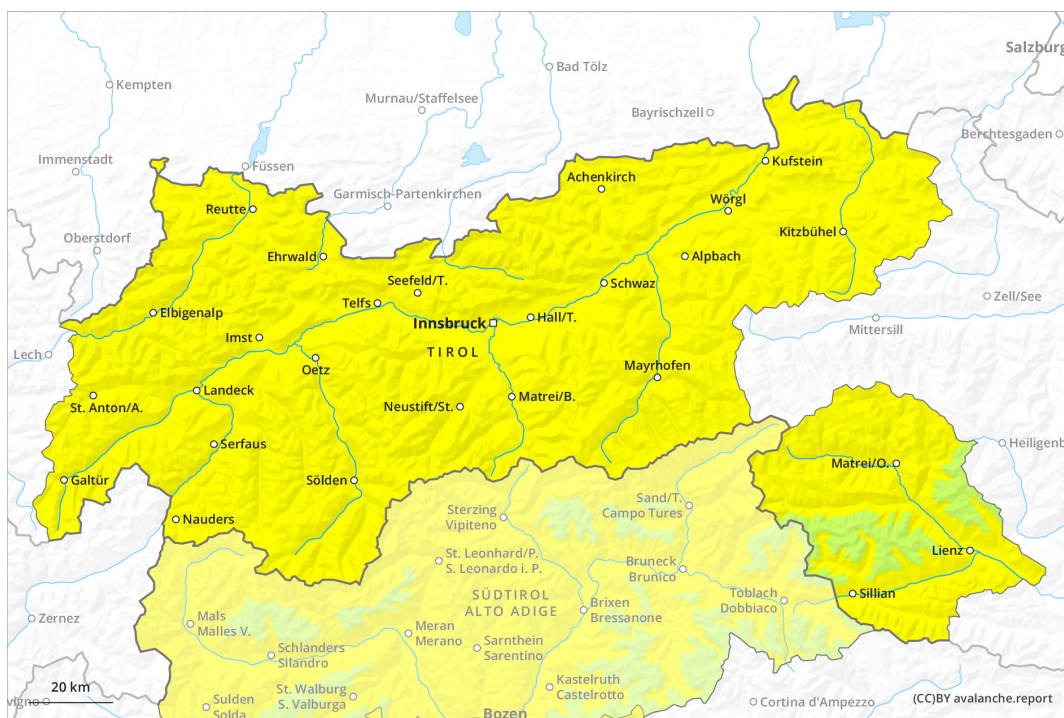 Salzburg
Kempten
Bad Tölz
Murnau/Staffelsee
Bayrischzell
Berchtesgaden
Immenstadt
Füssen
Kufstein
Achenkirch
Garmisch-Partenkirchen
Wörgl
Reutte
Oberstdorf
Kitzbühel
Ehrwald
Alpbach
Seefeld/T.
Schwaz
Zell/See
Telfs
Elbigenalp
Innsbruck
Hall/T.
Mittersill
Imst
Lech
TIROL
Oetz
Mayrhofen
Landeck
St. Anton/A.
Neustift/St.
Matrei/B.
Serfaus
Heiligenb
Matrei/O.
Galtür
Sölden
Sand/T.
Campo Tures
Sterzing
Vipiteno
Nauders
Lienz
St. Leonhard/P.
S. Leonardo i. P.
Bruneck
Brunico
SÜDTIROL
ALTO ADIGE
Sillian
Toblach
Dobbiaco
Brixen
Bressanone
Zernez
Mals
Malles V.
Meran
Merano
Sarnthein
Sarentino
Schlanders
Silandro
Kastelruth
Castelrotto
20 km
St. Walburg
S. Valburga
vigno
Sulden
Solda
Cortina d'Ampezzo
(CC)BY avalanche.report
Bozen